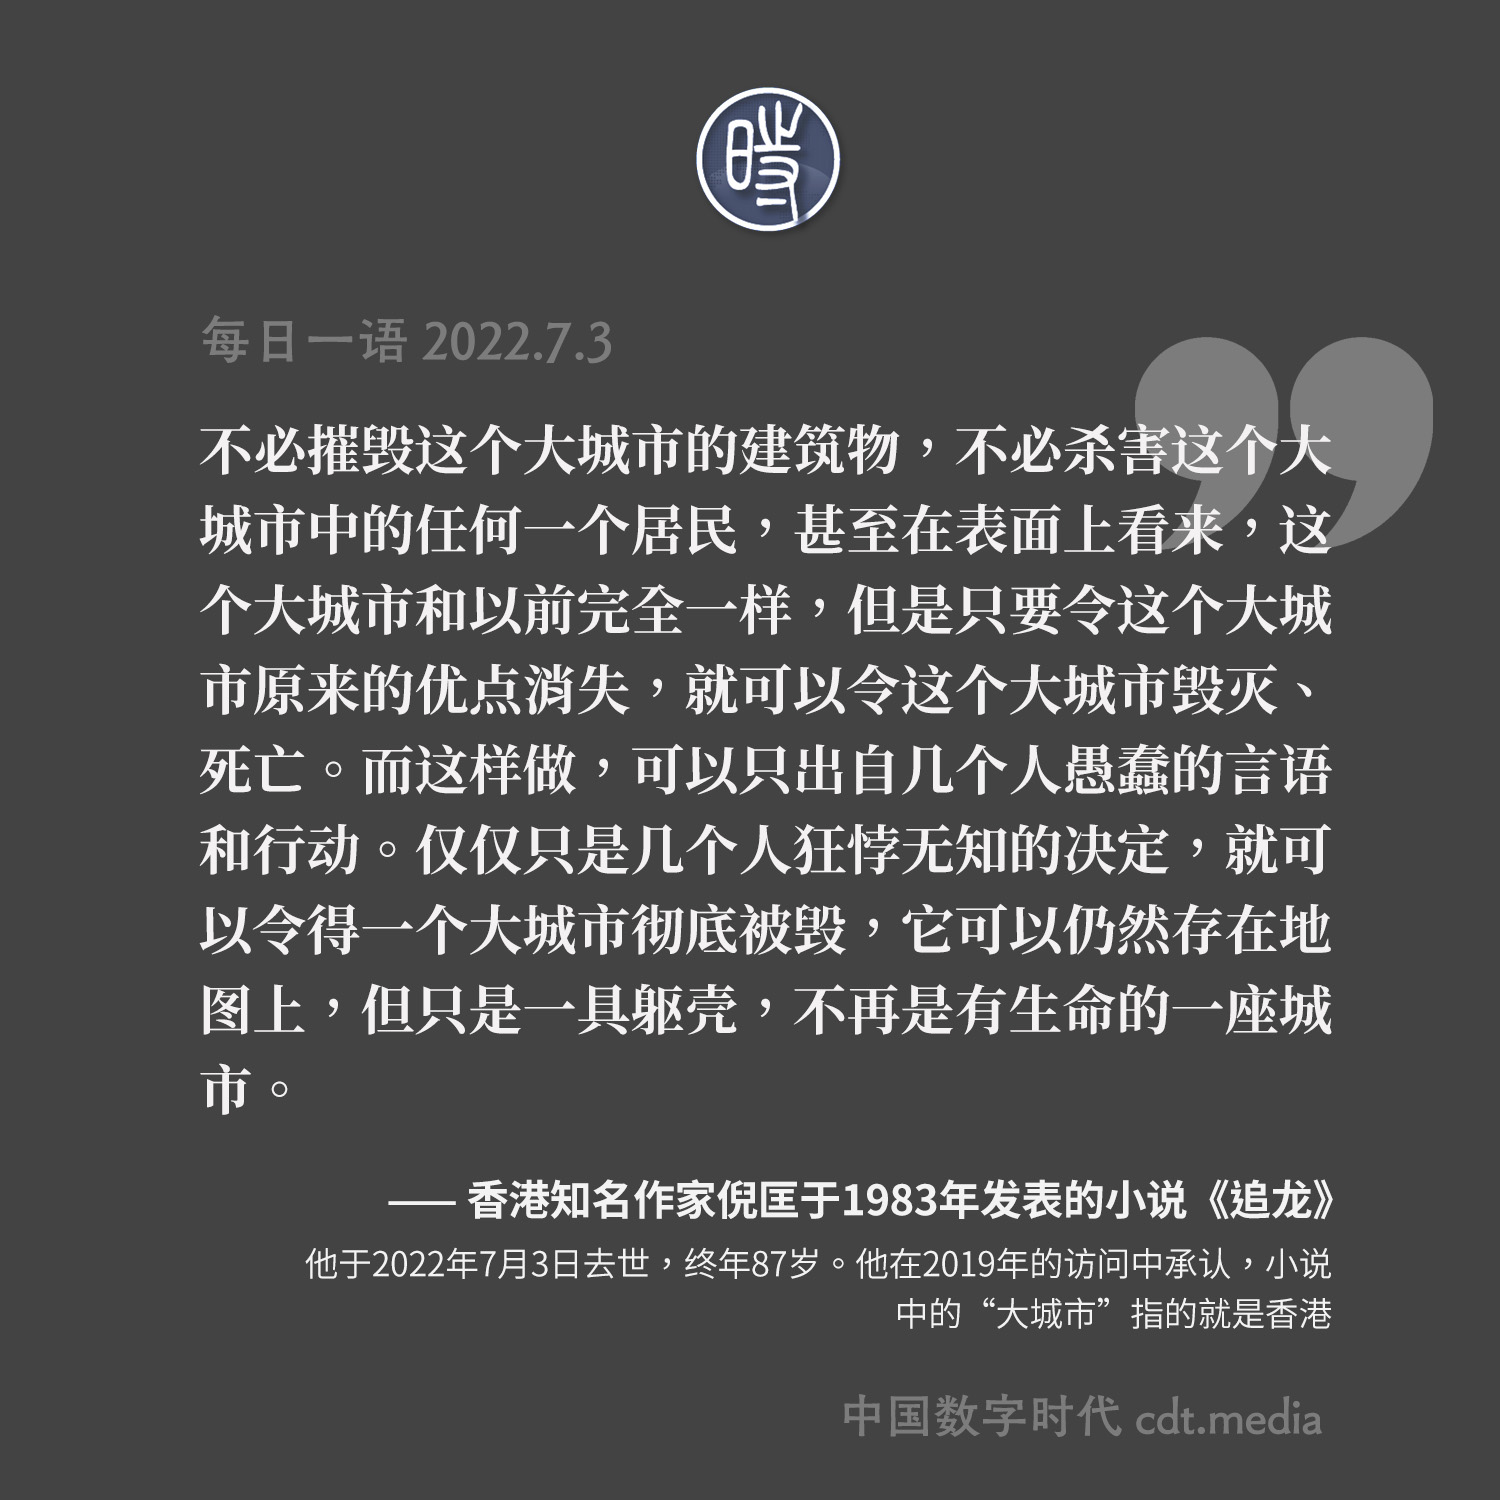 時
每日一语 2022.7.3
不必摧毁这个大城市的建筑物，不必杀害这个大
城市中的任何一个居民，甚至在表面上看来，这
个大城市和以前完全一样，但是只要令这个大城
市原来的优点消失，就可以令这个大城市毁灭、
死亡。而这样做，可以只出自几个人愚蠢的言语
和行动。仅仅只是几个人狂悖无知的决定，就可
以令得一个大城市彻底被毁，它可以仍然存在地
图上，但只是一具躯壳，不再是有生命的一座城
市。
—— 香港知名作家倪匡于1983年发表的小说《追龙》
他于2022年7月3日去世，终年87岁。他在2019年的访问中承认，小说
中的“大城市”指的就是香港
中国数字时代 cdt.media